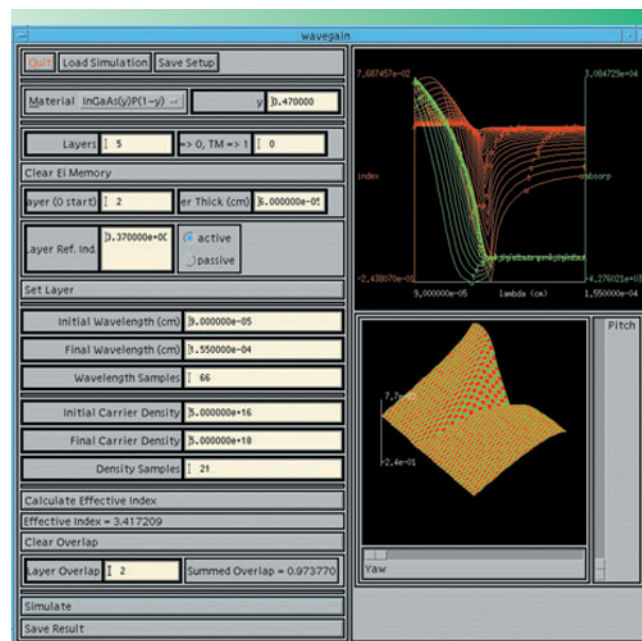 wavegain
Quit Load Simulation Save Setup
Material InGaAs(y)P(1-y) y 0.470000
Layers 5 => 0, TM => 1 0
Clear Ei Memory
ayer (0 start) 2 er Thick (cm) 6.000000e-05
Layer Ref. Ind. 3.370000e+00 active
passive
Set Layer
Initial Wavelength (cm) 9.000000e-05
Final Wavelength (cm) 1.550000e-04
Wavelength Samples 66
Initial Carrier Density 5.000000e+16
Final Carrier Density 5.000000e+18
Density Samples 21
Calculate Effective Index
Effective Index = 3.417209
Clear Overlap
Layer Overlap 2 Summed Overlap = 0.973770
Simulate
Save Result
7.687457e-02 3.084729e+04
index absorp
-2.438070e-01 -4.276021e+03
9.000000e-05 lambda (cm) 1.550000e-04
Pitch
7.7e-02
-2.4e-01
Yaw